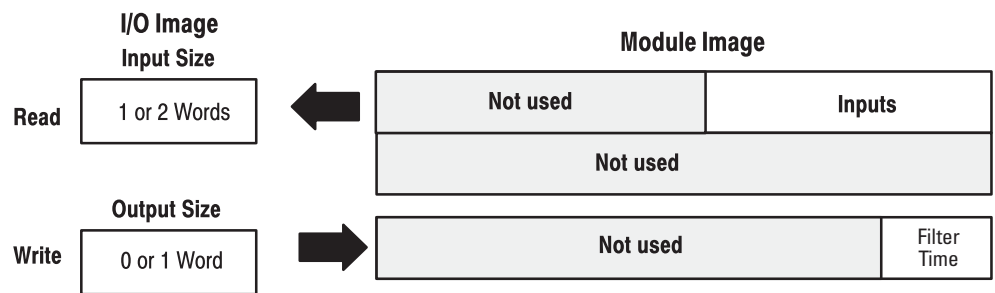 I/O Image
Input Size
Module Image
Read
1 or 2 Words
Not used
Inputs
Not used
Output Size
Write
0 or 1 Word
Not used
Filter
Time